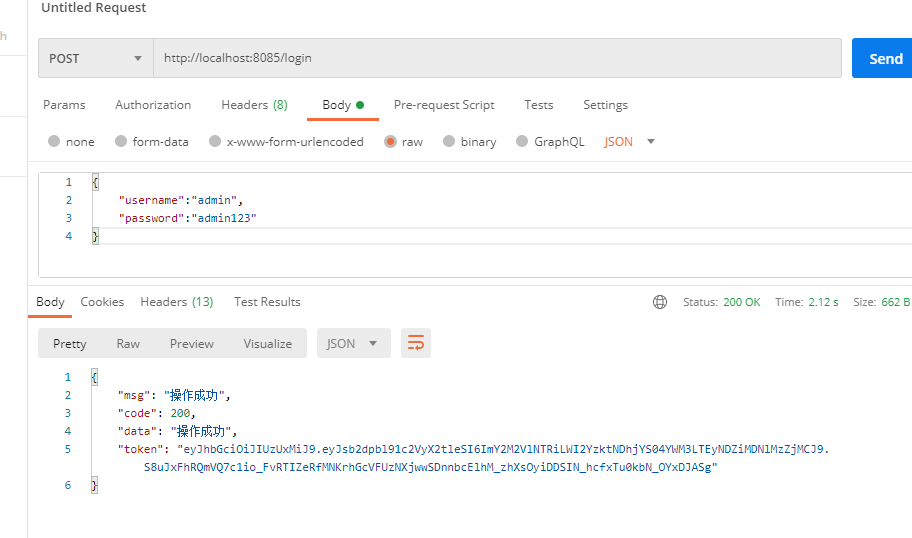 Untitled Request
h
POST http://localhost:8085/login Send
Params Authorization Headers (8) Body Pre-request Script Tests Settings
none form-data x-www-form-urlencoded raw binary GraphQL JSON
1 {
2 "username":"admin",
3 "password":"admin123"
4 }
Body Cookies Headers (13) Test Results Status: 200 OK Time: 2.12 s Size: 662 B
Pretty Raw Preview Visualize JSON
1 {
2 "msg": "操作成功",
3 "code": 200,
4 "data": "操作成功",
5 "token": "eyJhbGciOiJIUzUxMiJ9.eyJsb2dpbl91c2VyX2tleSI6ImY2M2VlNTRiLWI2YzktNDhjYS04YWM3LTEyNDZiMDNlMzZjMCJ9.
S8uJxFhRQmVQ7c1io_FvRTIZeRfMNKrhGcVFUzNXjwwSDnnbcElhM_zhXsOyiDDSIN_hcfxTu0kbN_OYxDJASg"
6 }